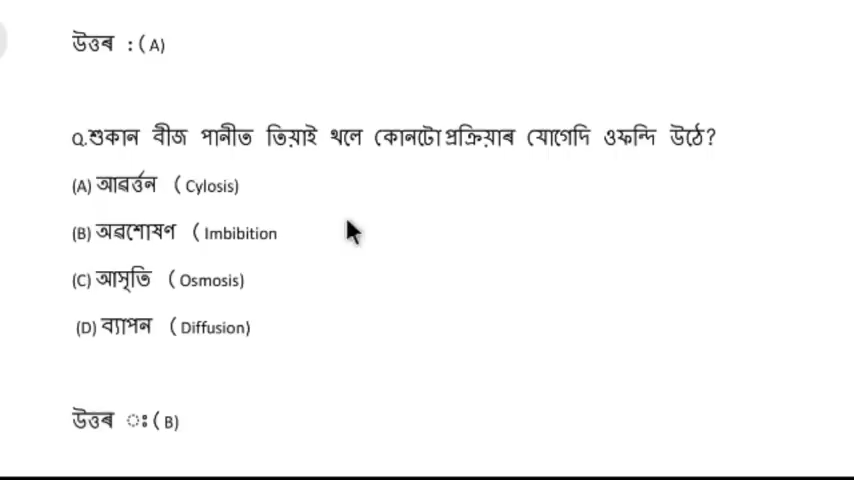 উত্তৰ : ( A)
Q.শুকান বীজ পানীত তিয়াই থলে কোনটো প্ৰক্ৰিয়াৰ যোগেদি ওফন্দি উঠে?
(A) আৱৰ্ত্তন ( Cylosis)
(B) অৱশোষণ ( Imbibition
(C) আসৃতি ( Osmosis)
(D) ব্যাপন ( Diffusion)
উত্তৰ ঃ ( B)